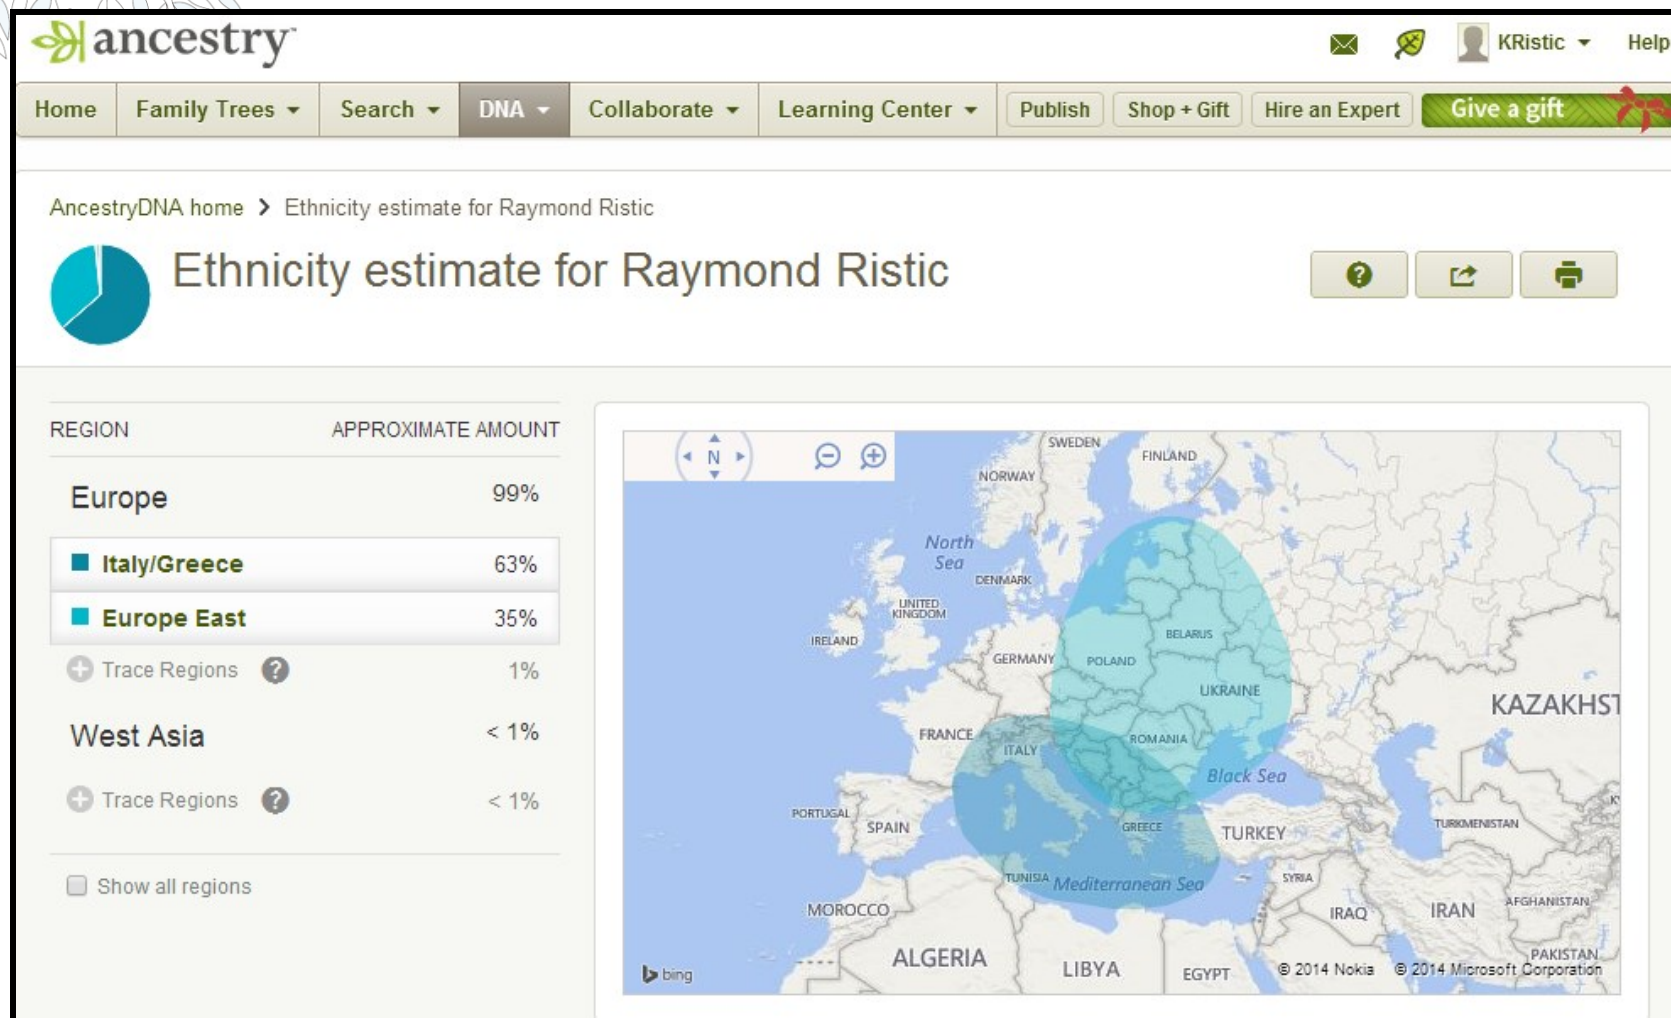 ancestry
KRistic
Help
Home
Family Trees
Search
DNA
Collaborate
Learning Center
Publish
Shop + Gift
Hire an Expert
Give a gift
AncestryDNA home > Ethnicity estimate for Raymond Ristic
Ethnicity estimate for Raymond Ristic
REGION APPROXIMATE AMOUNT
Europe 99%
Italy/Greece 63%
Europe East 35%
Trace Regions ? 1%
West Asia < 1%
Trace Regions ? < 1%
Show all regions
N
SWEDEN
FINLAND
NORWAY
North
Sea
DENMARK
UNITED
KINGDOM
IRELAND
BELARUS
GERMANY
POLAND
UKRAINE
KAZAKHST
FRANCE
ITALY
ROMANIA
Black Sea
PORTUGAL
SPAIN
GREECE
TURKEY
TURKMENISTAN
TUNISIA
Mediterranean Sea
SYRIA
MOROCCO
IRAQ
IRAN
AFGHANISTAN
ALGERIA
LIBYA
EGYPT
PAKISTAN
bing
© 2014 Nokia © 2014 Microsoft Corporation